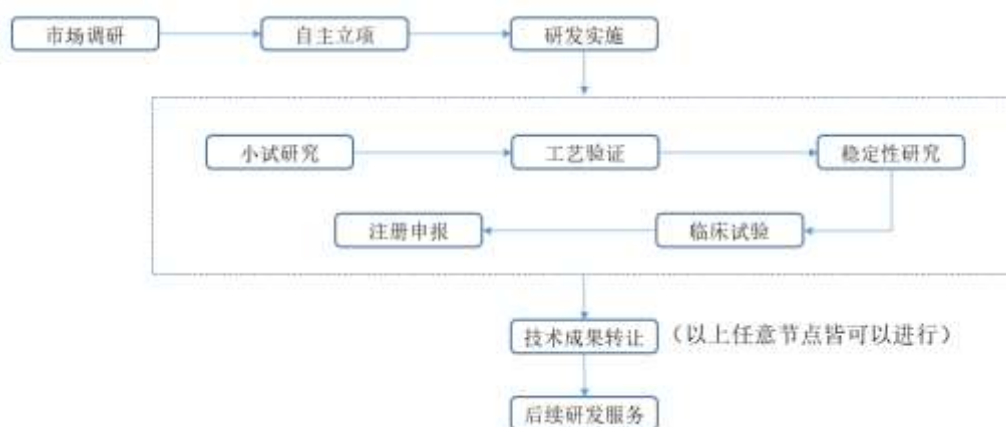 市场调研
自主立项
研发实施
小试研究
工艺验证
稳定性研究
注册申报
临床试验
技术成果转让 （以上任意节点皆可以进行）
后续研发服务